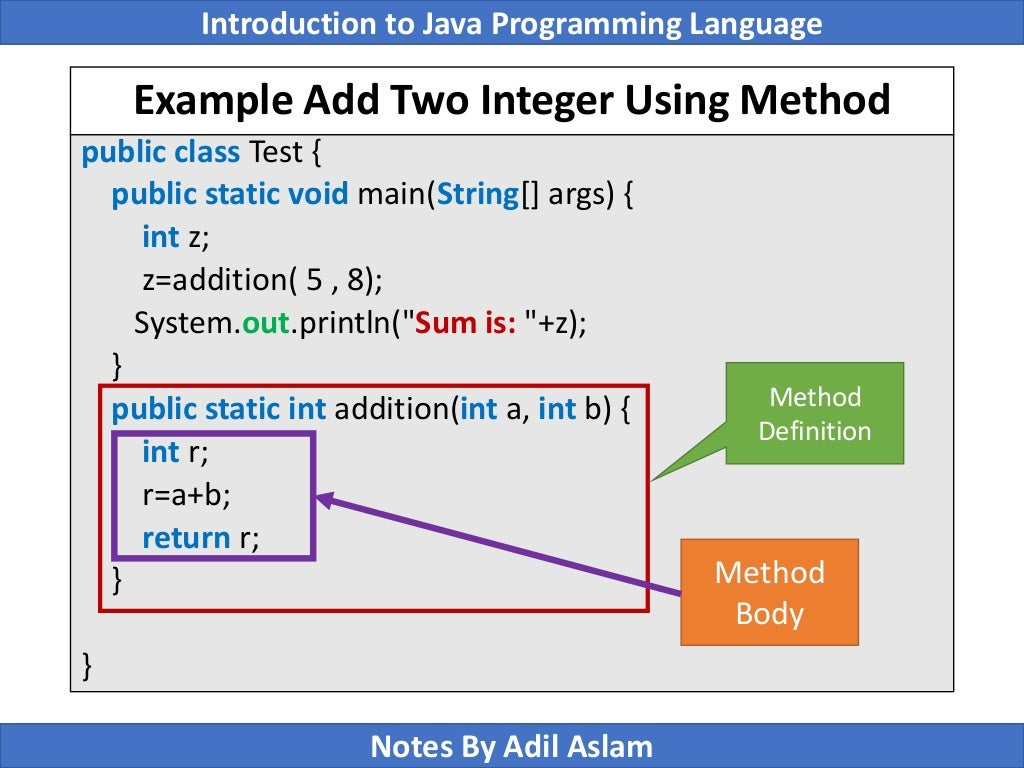 Introduction to Java Programming Language
Example Add Two Integer Using Method
public class Test {
public static void main(String[] args) {
int z;
z=addition( 5 , 8);
System.out.println("Sum is: "+z);
}
public static int addition(int a, int b) {
int r;
r=a+b;
return r;
}
}
Method
Definition
Method
Body
Notes By Adil Aslam